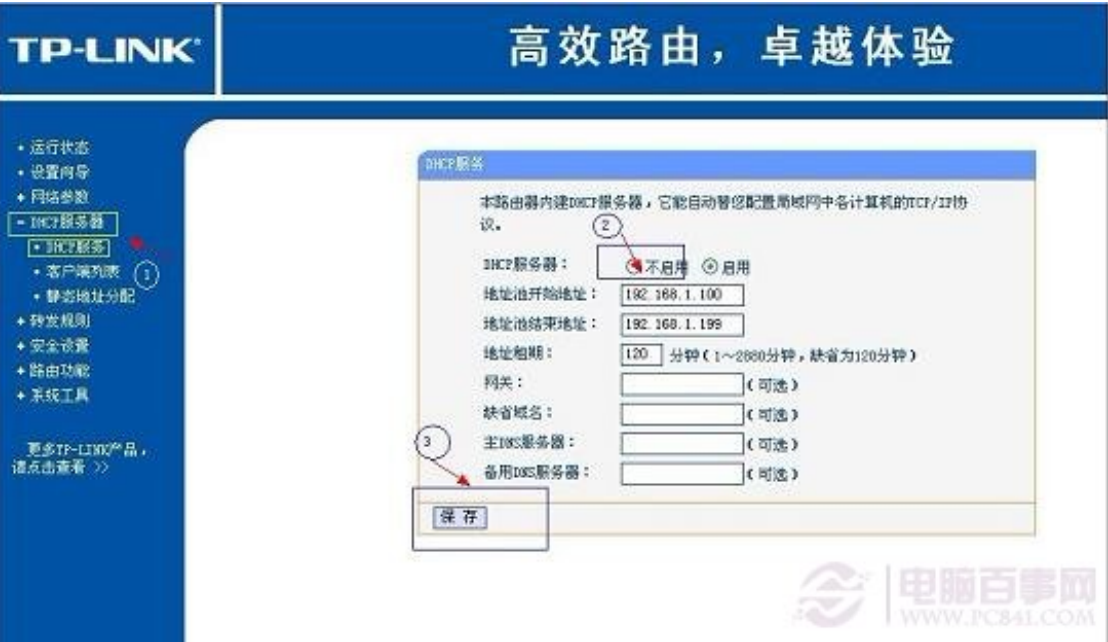 TP-LINK
高效路由，卓越体验
• 运行状态
• 设置向导
+ 网络参数
- DHCP服务器
• DHCP服务
• 客户端列表
• 静态地址分配
+ 转发规则
+ 安全设置
+ 路由功能
+ 系统工具
更多TP-LINK产品，
请点击查看 >>
1
DHCP服务
本路由器内建DHCP服务器，它能自动替您配置局域网中各计算机的TCP/IP协
议。
2
DHCP服务器： 不启用 启用
地址池开始地址： 192.168.1.100
地址池结束地址： 192.168.1.199
地址租期： 120 分钟（1～2880分钟，缺省为120分钟）
网关： （可选）
缺省域名： （可选）
主DNS服务器： （可选）
备用DNS服务器： （可选）
3
保 存
电脑百事网
WWW.PC841.COM